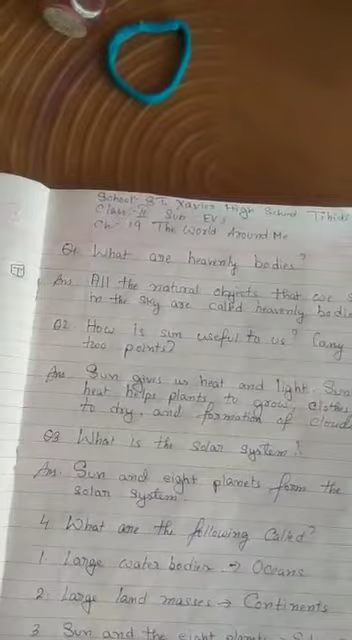 School:- St. Xavier High School
Class:- II Sub EVS
Ch- 19 The World Around Me
Q1. What are heavenly bodies?
Ans. All the natural objects that we s
in the sky are called heavenly bodie
Q2. How is sun useful to us? (any
two points?
Ans. Sun gives us heat and light. Sun
heat helps plants to grow, clothes
to dry, and formation of cloud
Q3 What is the solar system?
Ans. Sun and eight planets form the
solar system.
4. What are the following called?
1. Large water bodies → Oceans
2. Large land masses → Continents
3. Sun and the eight planets